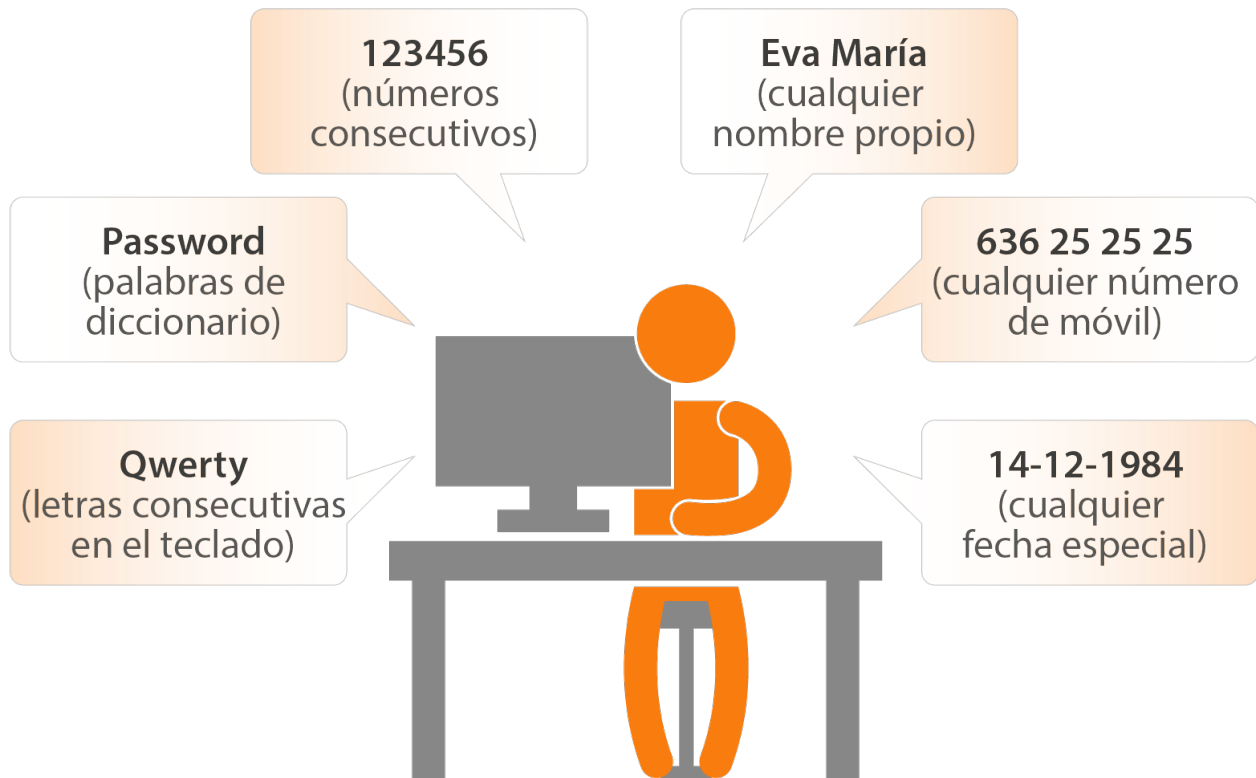 123456
(números
consecutivos)
Eva María
(cualquier
nombre propio)
Password
(palabras de
diccionario)
636 25 25 25
(cualquier número
de móvil)
Qwerty
(letras consecutivas
en el teclado)
14-12-1984
(cualquier
fecha especial)